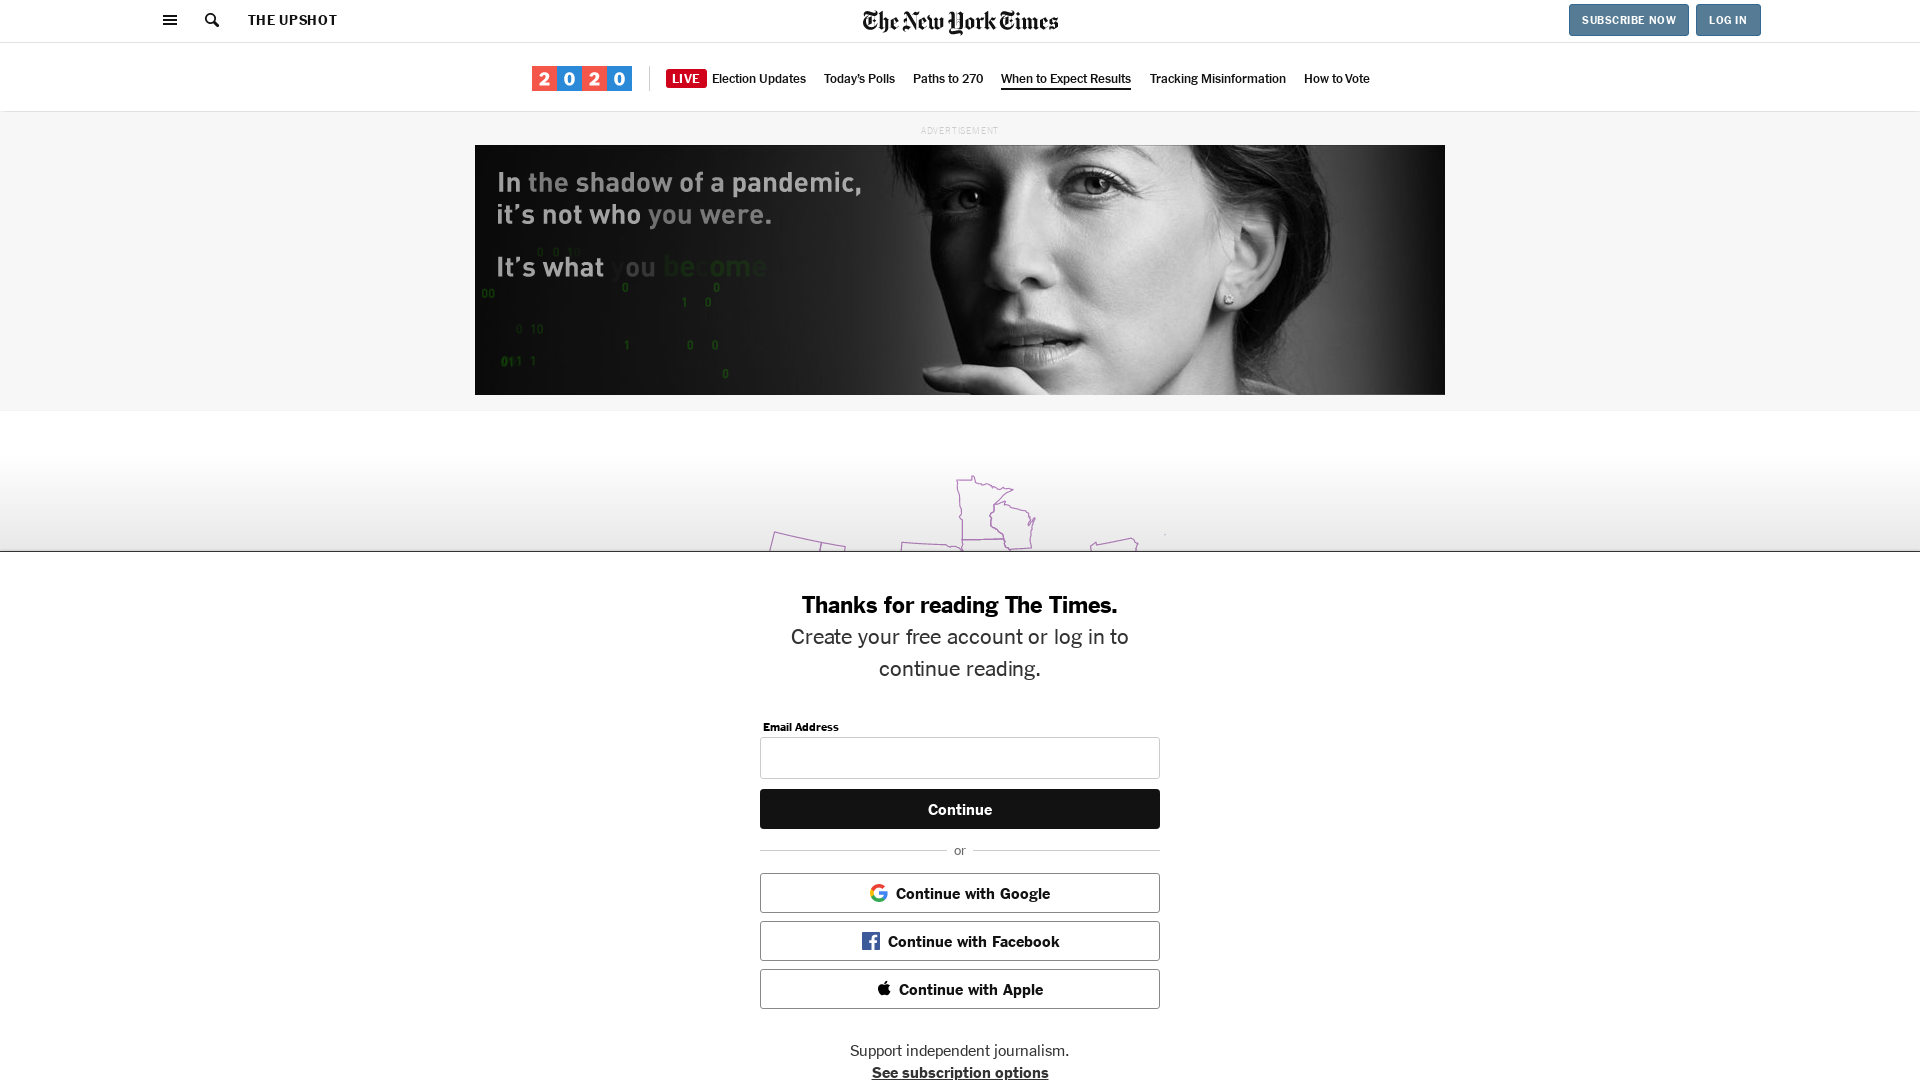 THE UPSHOT
The New York Times
SUBSCRIBE NOW
LOG IN
2020
LIVE Election Updates
Today's Polls
Paths to 270
When to Expect Results
Tracking Misinformation
How to Vote
ADVERTISEMENT
In the shadow of a pandemic,
it's not who you were.
It's what you become
Thanks for reading The Times.
Create your free account or log in to
continue reading.
Email Address
Continue
or
Continue with Google
Continue with Facebook
Continue with Apple
Support independent journalism.
See subscription options